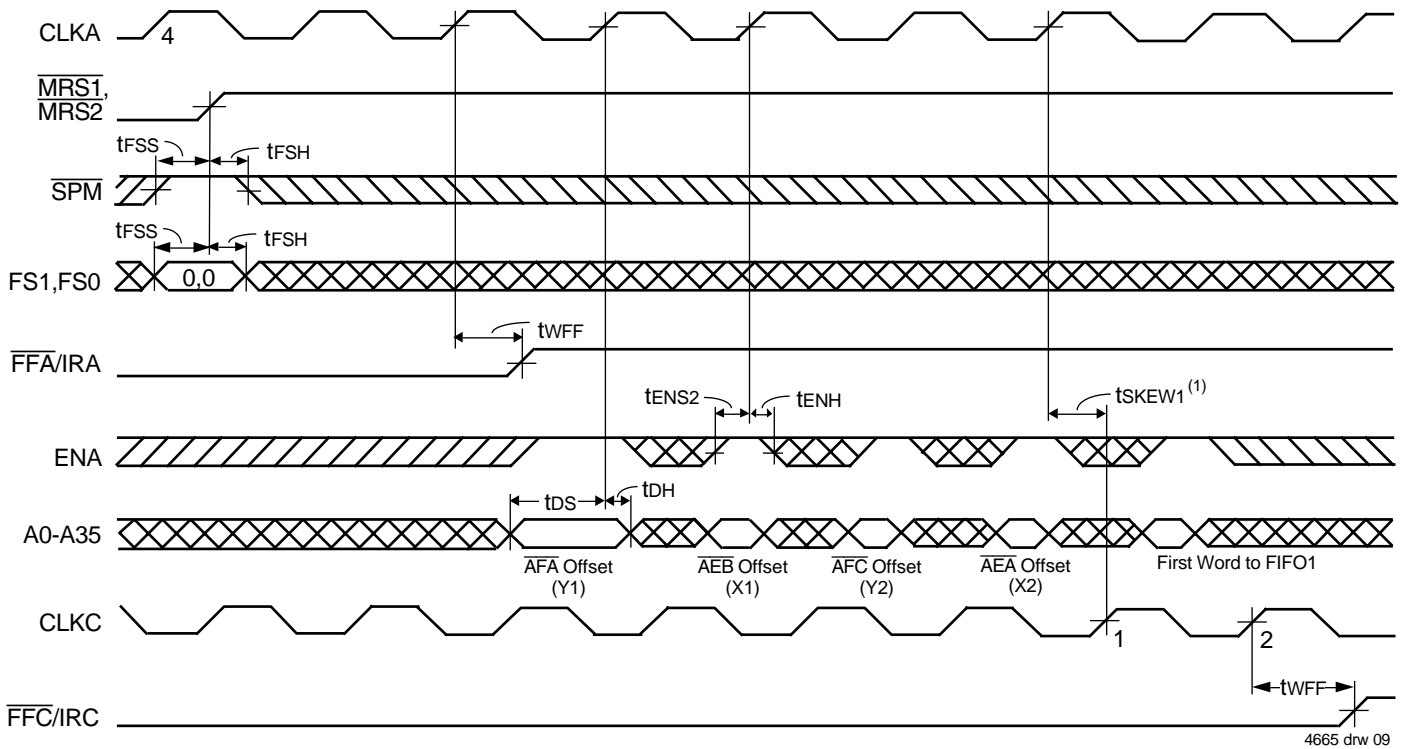 CLKA
4
MRS1,
MRS2
tFSS
tFSH
SPM
tFSS
tFSH
FS1,FS0
0,0
tWFF
FFA/IRA
tENS2
tENH
tSKEW1 (1)
ENA
tDS
tDH
A0-A35
AFA Offset
(Y1)
AEB Offset
(X1)
AFC Offset
(Y2)
AEA Offset
(X2)
First Word to FIFO1
CLKC
1
2
tWFF
FFC/IRC
4665 drw 09